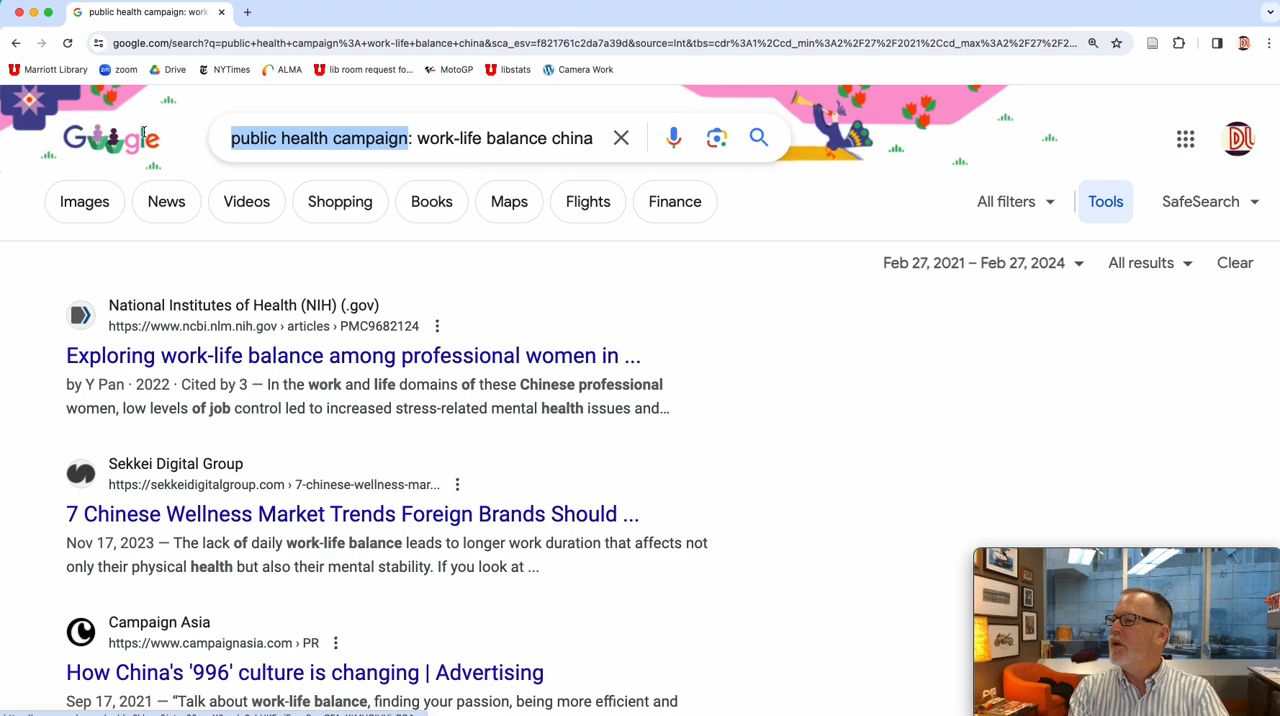 public health campaign: work
google.com/search?q=public+health+campaign%3A+work-life+balance+china&sca_esv=f821761c2da7a39d&source=lnt&tbs=cdr%3A1%2Ccd_min%3A2%2F27%2F2021%2Ccd_max%3A2%2F27%2F2...
Marriott Library zoom Drive NYTimes ALMA lib room request fo... MotoGP libstats Camera Work
Google public health campaign: work-life balance china
Images News Videos Shopping Books Maps Flights Finance All filters Tools SafeSearch
Feb 27, 2021 – Feb 27, 2024 All results Clear
National Institutes of Health (NIH) (.gov)
https://www.ncbi.nlm.nih.gov › articles › PMC9682124
Exploring work-life balance among professional women in ...
by Y Pan · 2022 · Cited by 3 — In the work and life domains of these Chinese professional
women, low levels of job control led to increased stress-related mental health issues and...
Sekkei Digital Group
https://sekkeidigitalgroup.com › 7-chinese-wellness-mar...
7 Chinese Wellness Market Trends Foreign Brands Should ...
Nov 17, 2023 — The lack of daily work-life balance leads to longer work duration that affects not
only their physical health but also their mental stability. If you look at ...
Campaign Asia
https://www.campaignasia.com › PR
How China's '996' culture is changing | Advertising
Sep 17, 2021 — “Talk about work-life balance, finding your passion, being more efficient and